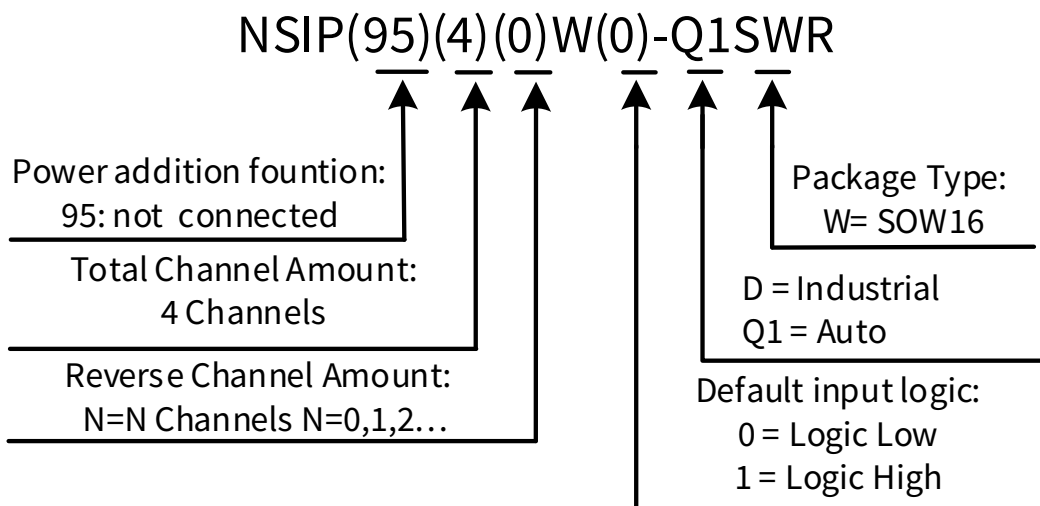 NSIP(95)(4)(0)W(0)-Q1SWR
Power addition fountion:
95: not connected
Total Channel Amount:
4 Channels
Reverse Channel Amount:
N=N Channels N=0,1,2…
Package Type:
W= SOW16
D = Industrial
Q1 = Auto
Default input logic:
0 = Logic Low
1 = Logic High